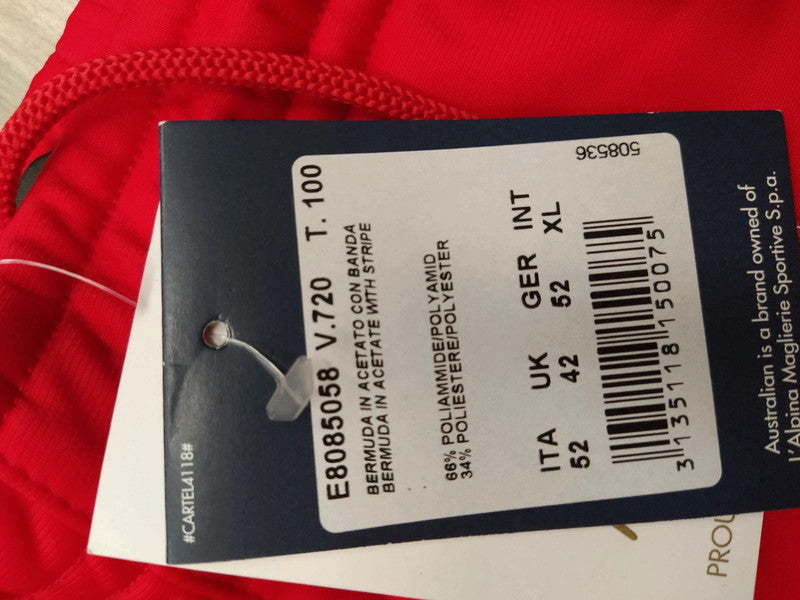 E8085058 V.720 T. 100
BERMUDA IN ACETATO CON BANDA
BERMUDA IN ACETATE WITH STRIPE
66% POLIAMMIDE/POLYAMID
34% POLIESTERE/POLYESTER
ITA UK GER INT
52 42 52 XL
3135118150075
508536
#CARTEL4118#
Australian is a brand owned of
l'Alpina Maglierie Sportive S.p.a.